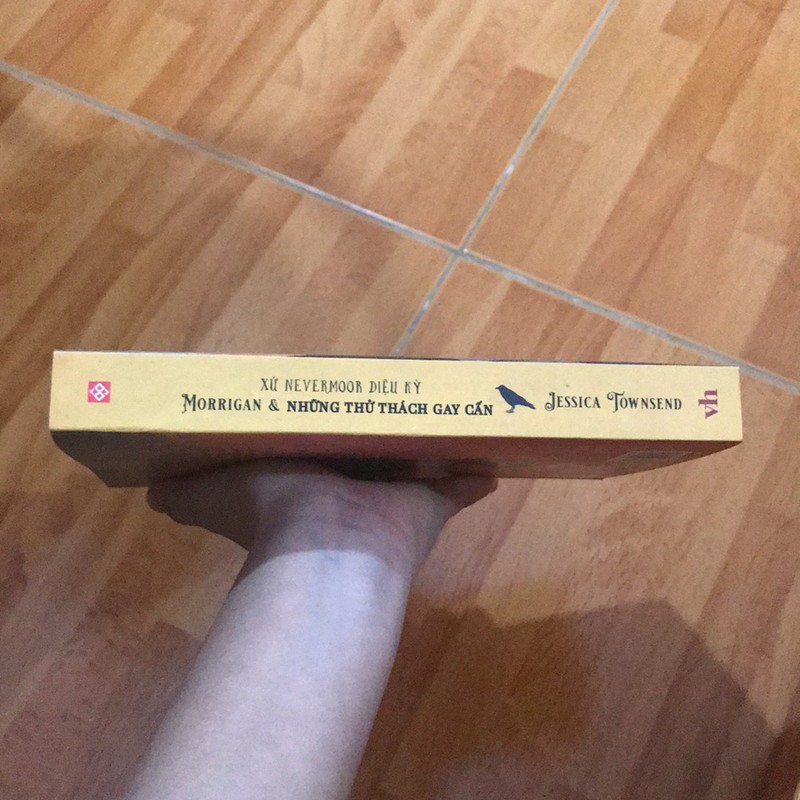 XỨ NEVERMOOR DIỆU KỲ
MORRIGAN & NHỮNG THỬ THÁCH GAY CẤN
JESSICA TOWNSEND
vh